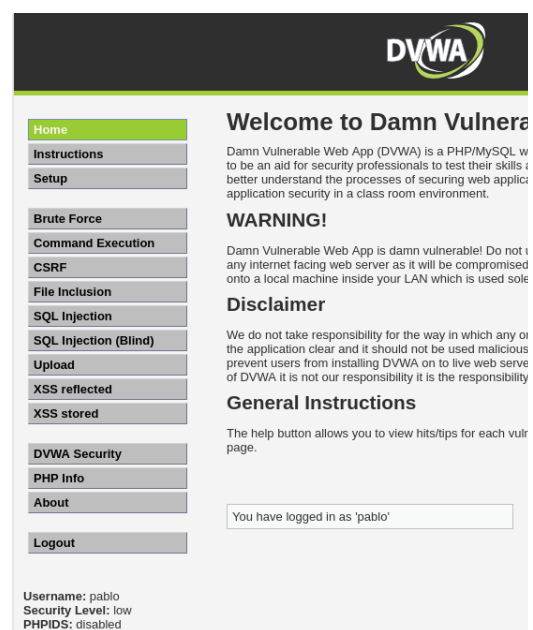 DVWA
Home
Instructions
Setup
Brute Force
Command Execution
CSRF
File Inclusion
SQL Injection
SQL Injection (Blind)
Upload
XSS reflected
XSS stored
DVWA Security
PHP Info
About
Logout
Username: pablo
Security Level: low
PHPIDS: disabled
Welcome to Damn Vulnera
Damn Vulnerable Web App (DVWA) is a PHP/MySQL w
to be an aid for security professionals to test their skills a
better understand the processes of securing web applica
application security in a class room environment.
WARNING!
Damn Vulnerable Web App is damn vulnerable! Do not u
any internet facing web server as it will be compromised
onto a local machine inside your LAN which is used sole
Disclaimer
We do not take responsibility for the way in which any or
the application clear and it should not be used malicious
prevent users from installing DVWA on to live web serve
of DVWA it is not our responsibility it is the responsibility
General Instructions
The help button allows you to view hits/tips for each vuln
page.
You have logged in as 'pablo'